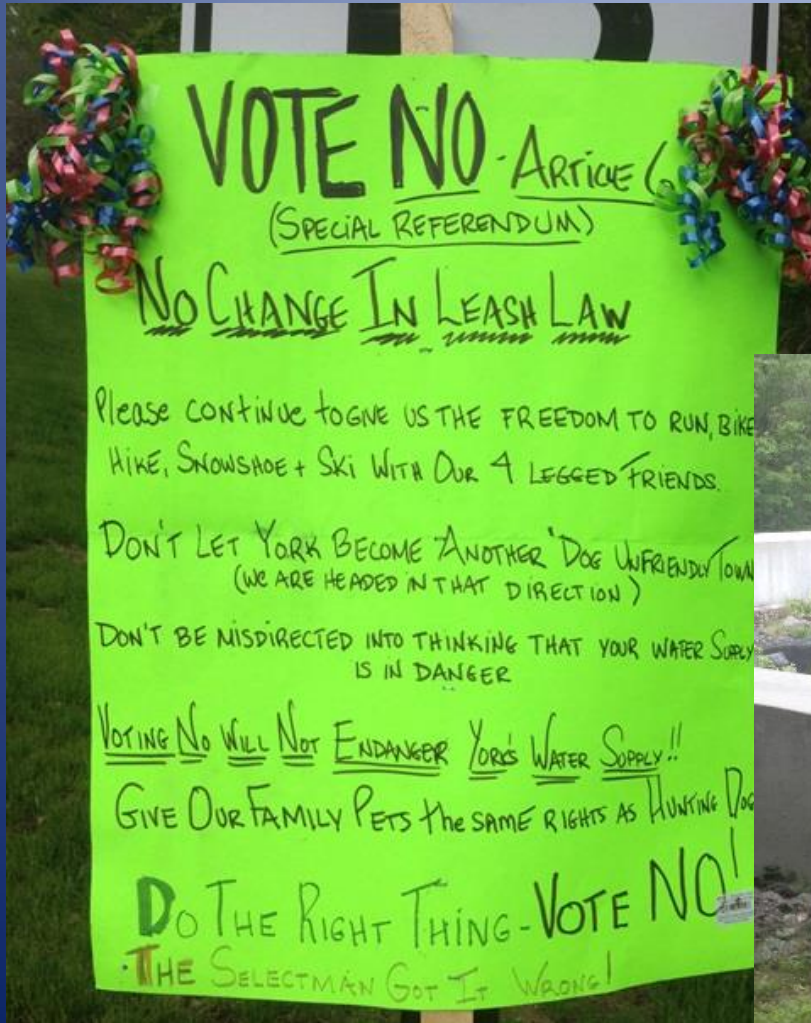 VOTE NO - ARTICLE 6
(SPECIAL REFERENDUM)
NO CHANGE IN LEASH LAW
Please CONTINUE to GIVE US THE FREEDOM TO RUN, BIKE
HIKE, SNOWSHOE + SKI WITH OUR 4 LEGGED FRIENDS.
DON'T LET YORK BECOME ANOTHER "DOG UNFRIENDLY TOWN
(WE ARE HEADED IN THAT DIRECTION)
DON'T BE MISDIRECTED INTO THINKING THAT YOUR WATER SUPPLY
IS IN DANGER
VOTING NO WILL NOT ENDANGER YORK'S WATER SUPPLY!!
GIVE OUR FAMILY PETS the SAME RIGHTS AS HUNTING DOG
DO THE RIGHT THING - VOTE NO!
THE SELECTMAN GOT IT WRONG!